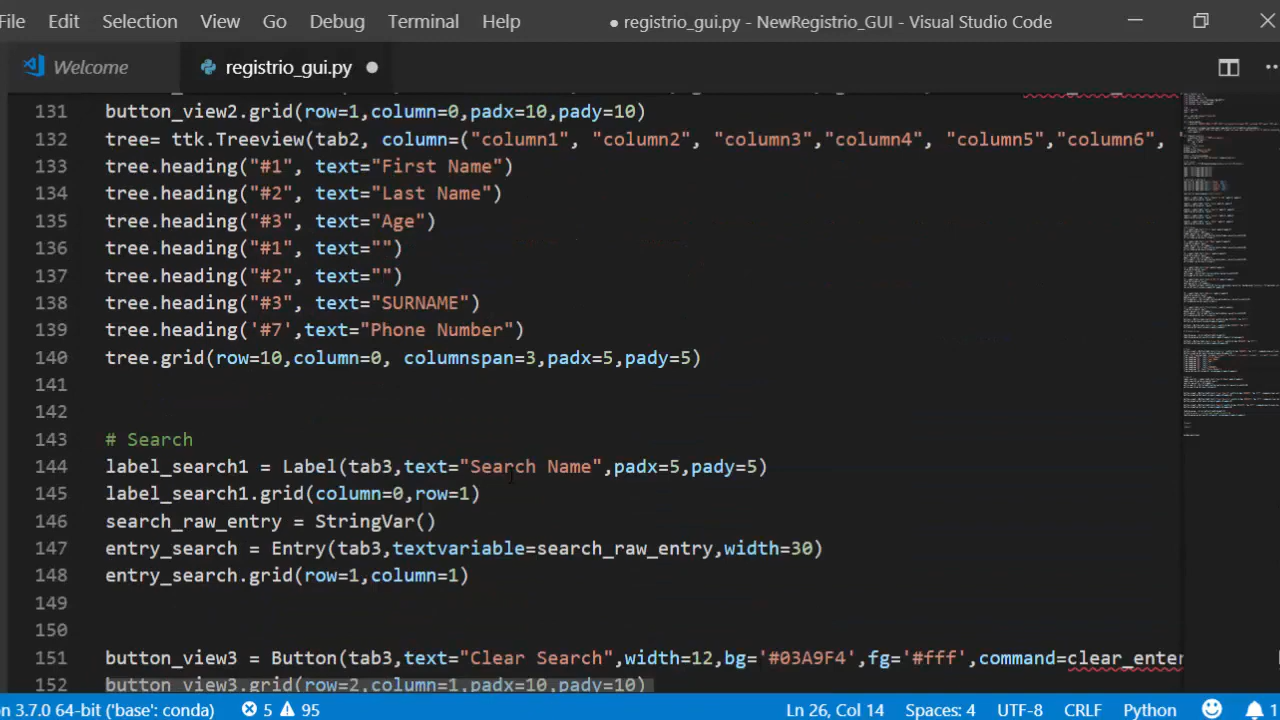 File Edit Selection View Go Debug Terminal Help ● registrio_gui.py - NewRegistrio_GUI - Visual Studio Code
Welcome registrio_gui.py
131 button_view2.grid(row=1,column=0,padx=10,pady=10)
132 tree= ttk.Treeview(tab2, column=("column1", "column2", "column3","column4", "column5","column6",
133 tree.heading("#1", text="First Name")
134 tree.heading("#2", text="Last Name")
135 tree.heading("#3", text="Age")
136 tree.heading("#1", text="")
137 tree.heading("#2", text="")
138 tree.heading("#3", text="SURNAME")
139 tree.heading('#7',text="Phone Number")
140 tree.grid(row=10,column=0, columnspan=3,padx=5,pady=5)
141
142
143 # Search
144 label_search1 = Label(tab3,text="Search Name",padx=5,pady=5)
145 label_search1.grid(column=0,row=1)
146 search_raw_entry = StringVar()
147 entry_search = Entry(tab3,textvariable=search_raw_entry,width=30)
148 entry_search.grid(row=1,column=1)
149
150
151 button_view3 = Button(tab3,text="Clear Search",width=12,bg='#03A9F4',fg='#fff',command=clear_enter
152 button_view3.grid(row=2,column=1,padx=10,pady=10)
n 3.7.0 64-bit ('base': conda) 5 95 Ln 26, Col 14 Spaces: 4 UTF-8 CRLF Python 1